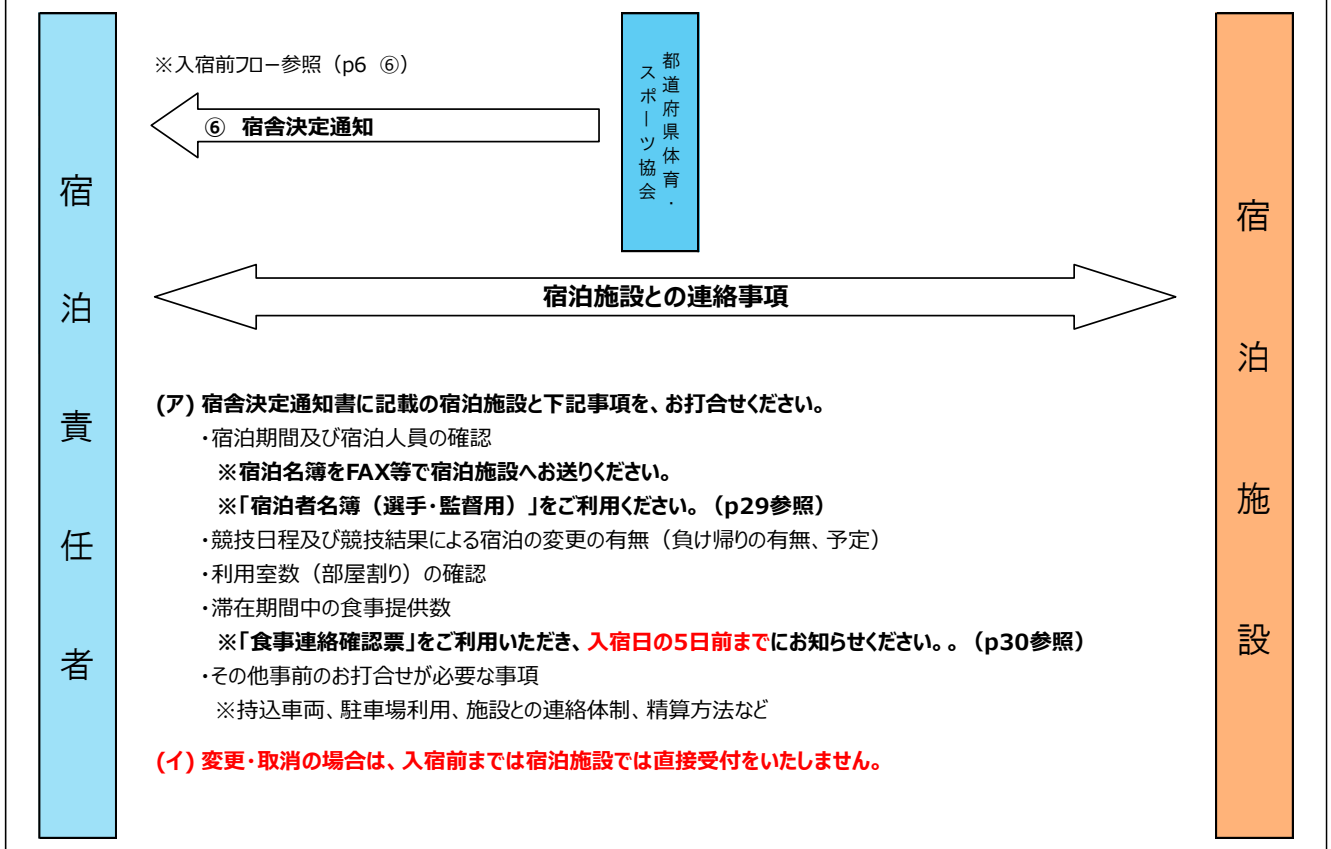 ※入宿前フロー参照（p6　⑥）
⑥　宿舎決定通知
都道府県体育・
スポーツ協会
宿泊責任者
宿泊施設
宿泊施設との連絡事項
(ア) 宿舎決定通知書に記載の宿泊施設と下記事項を、お打合せください。
・宿泊期間及び宿泊人員の確認
※宿泊名簿をFAX等で宿泊施設へお送りください。
※「宿泊者名簿（選手・監督用）」をご利用ください。（p29参照）
・競技日程及び競技結果による宿泊の変更の有無（負け帰りの有無、予定）
・利用室数（部屋割り）の確認
・滞在期間中の食事提供数
※「食事連絡確認票」をご利用いただき、入宿日の5日前までにお知らせください。。（p30参照）
・その他事前のお打合せが必要な事項
※持込車両、駐車場利用、施設との連絡体制、精算方法など
(イ) 変更・取消の場合は、入宿前までは宿泊施設では直接受付をいたしません。